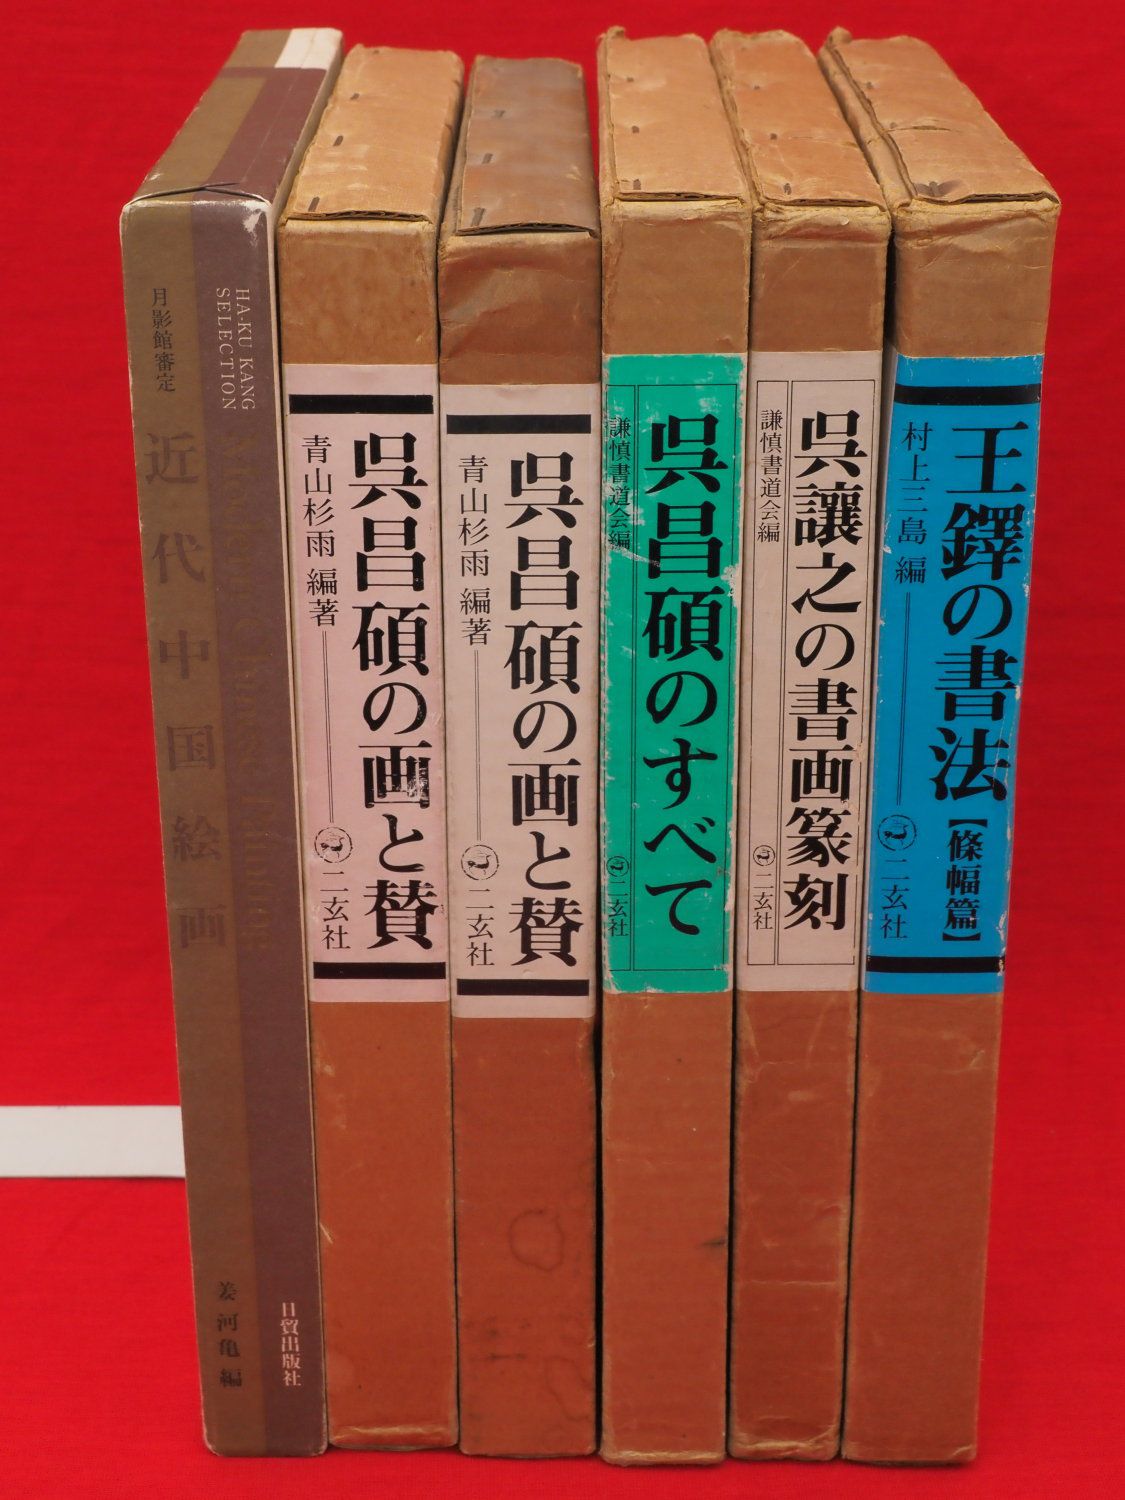 月影館審定
近代中国絵画
HA-KU KANG
SELECTION
Modern Chinese Paintings
姜河亀編
日貿出版社
呉昌碩の画と賛
青山杉雨 編著
二玄社
呉昌碩の画と賛
青山杉雨 編著
二玄社
呉昌碩のすべて
謙慎書道会編
二玄社
呉讓之の書画篆刻
謙慎書道会編
二玄社
王鐸の書法【條幅篇】
村上三島 編
二玄社